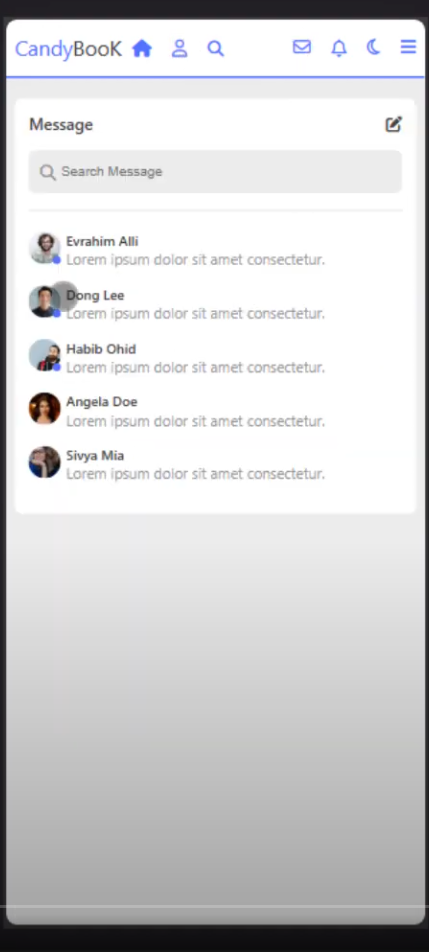 CandyBooK
Message
Search Message
Evrahim Alli
Lorem ipsum dolor sit amet consectetur.
Dong Lee
Lorem ipsum dolor sit amet consectetur.
Habib Ohid
Lorem ipsum dolor sit amet consectetur.
Angela Doe
Lorem ipsum dolor sit amet consectetur.
Sivya Mia
Lorem ipsum dolor sit amet consectetur.